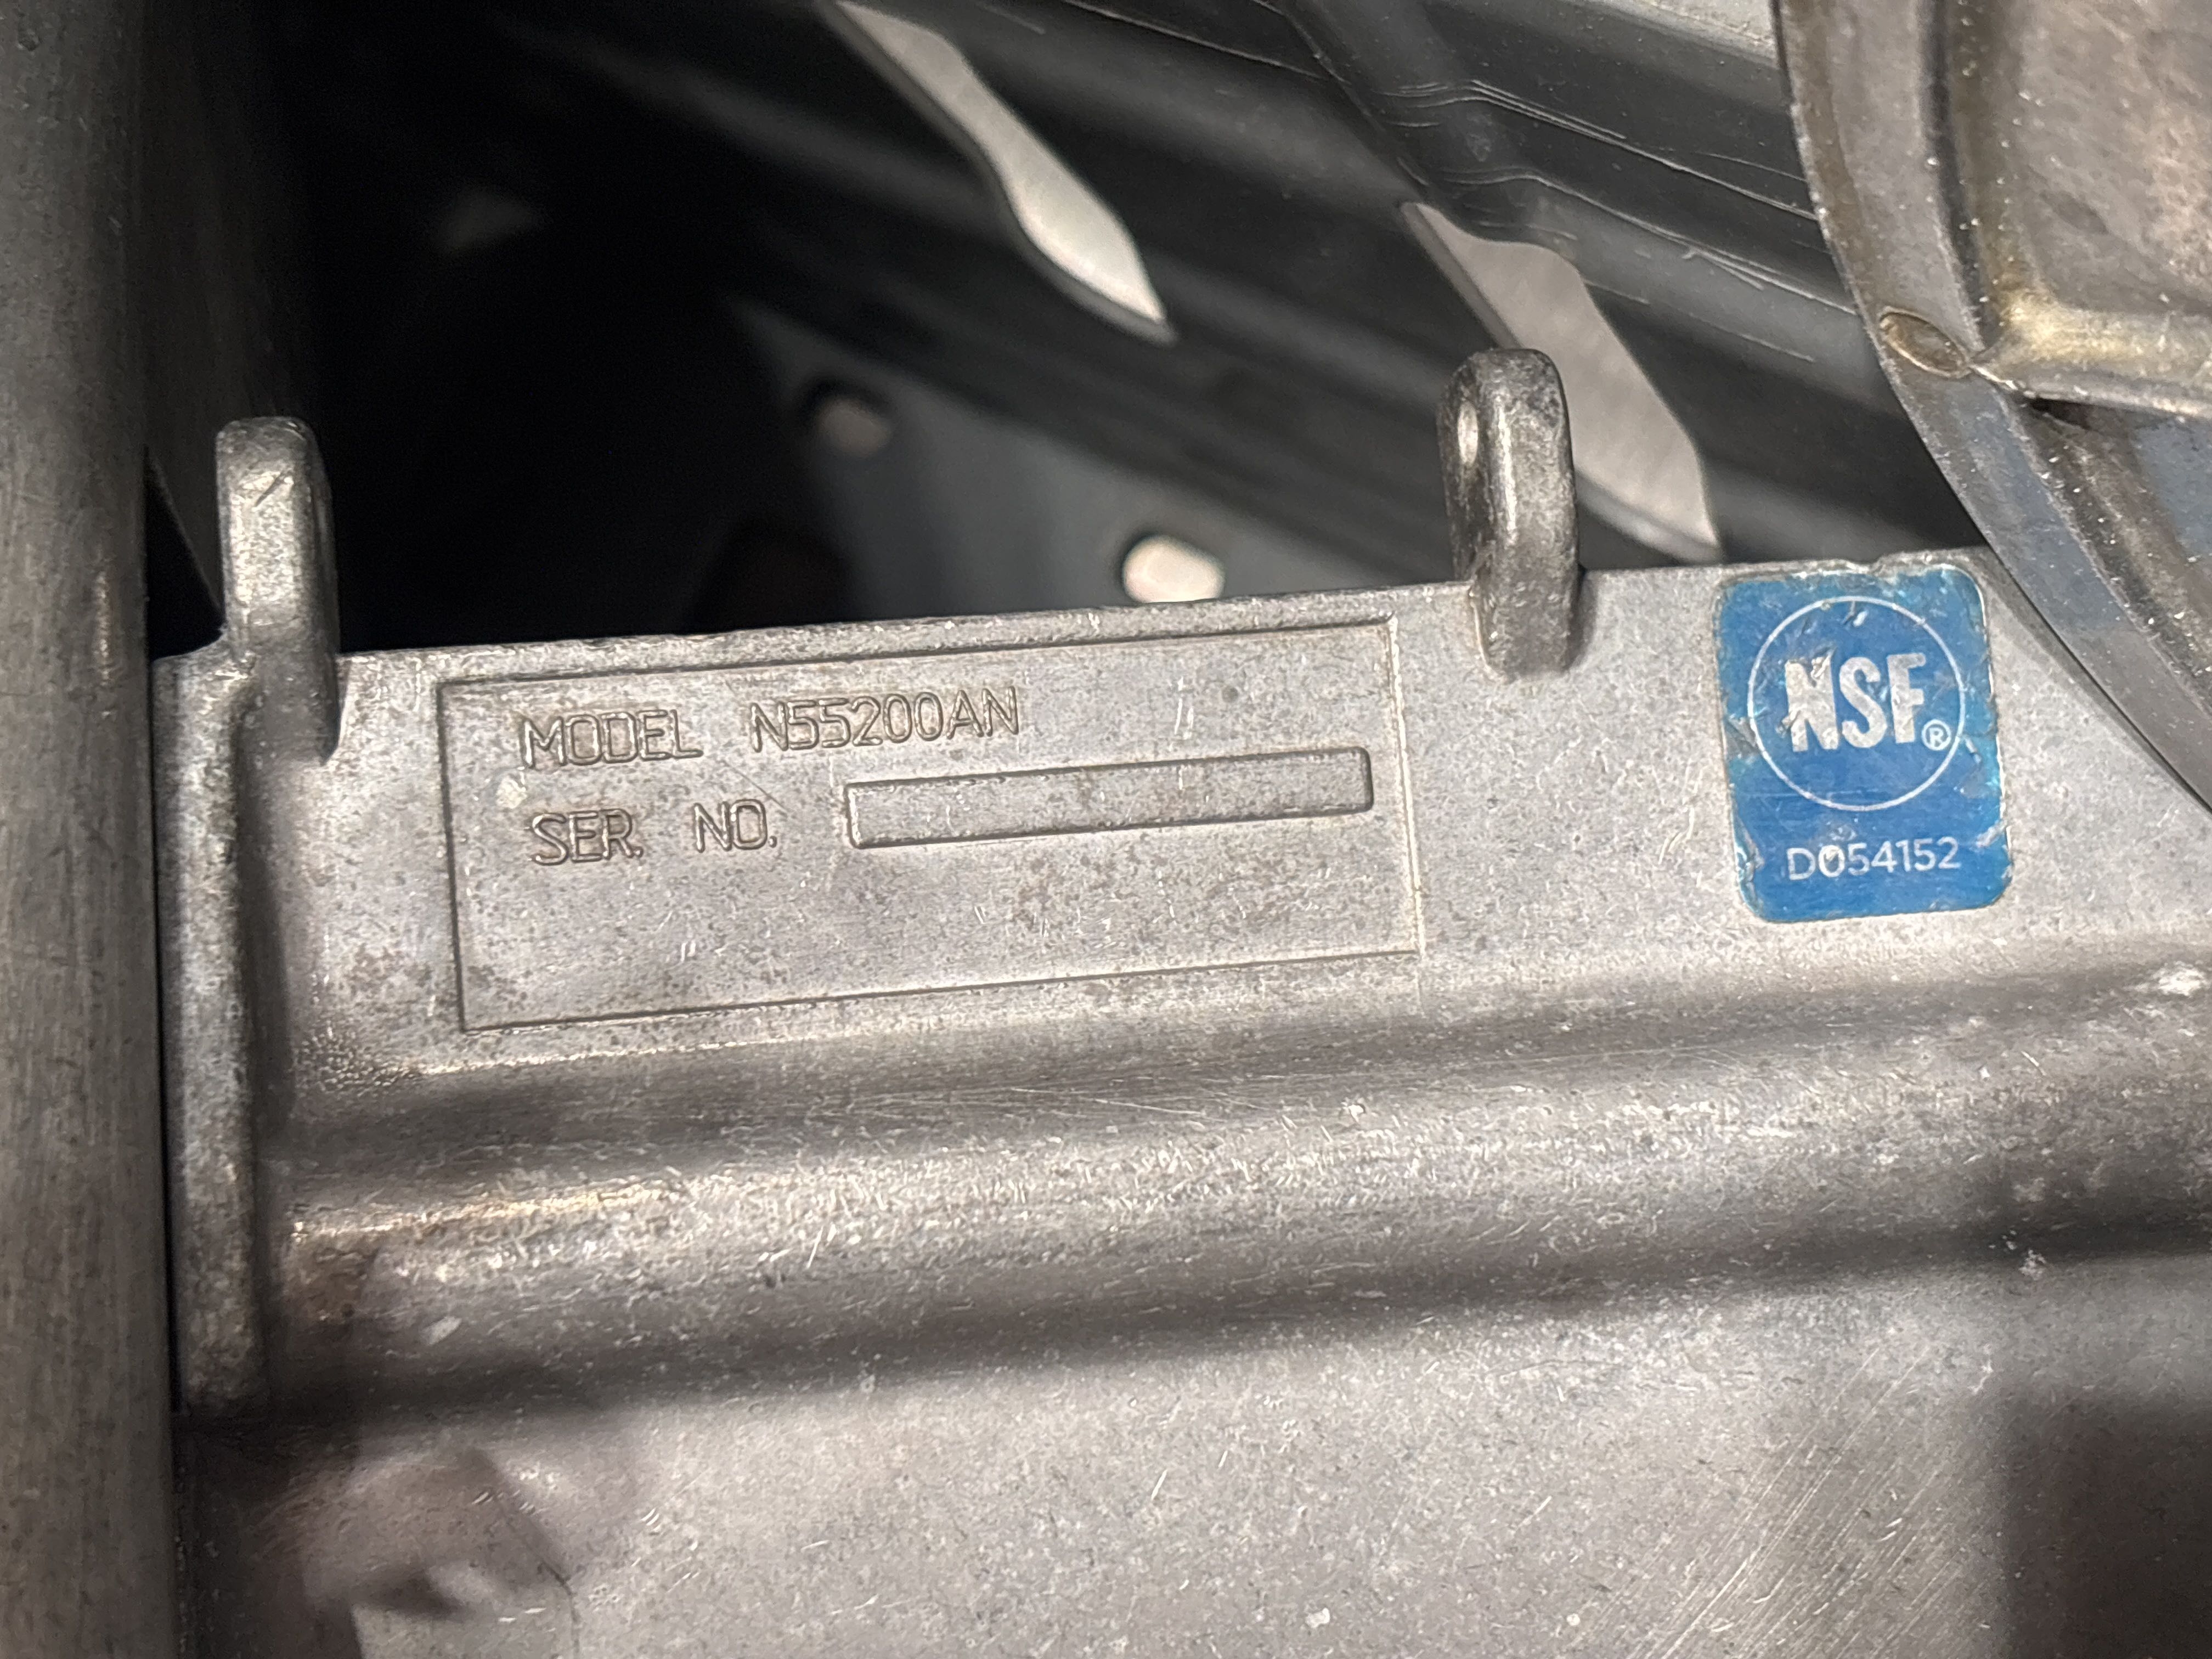 MODEL N55200AN
SER. NO.
NSF®
D054152